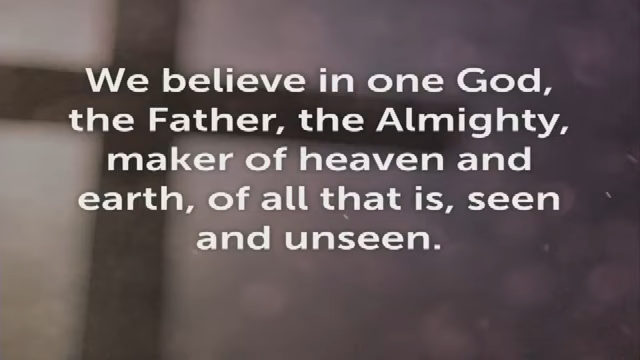 We believe in one God,
the Father, the Almighty,
maker of heaven and
earth, of all that is, seen
and unseen.